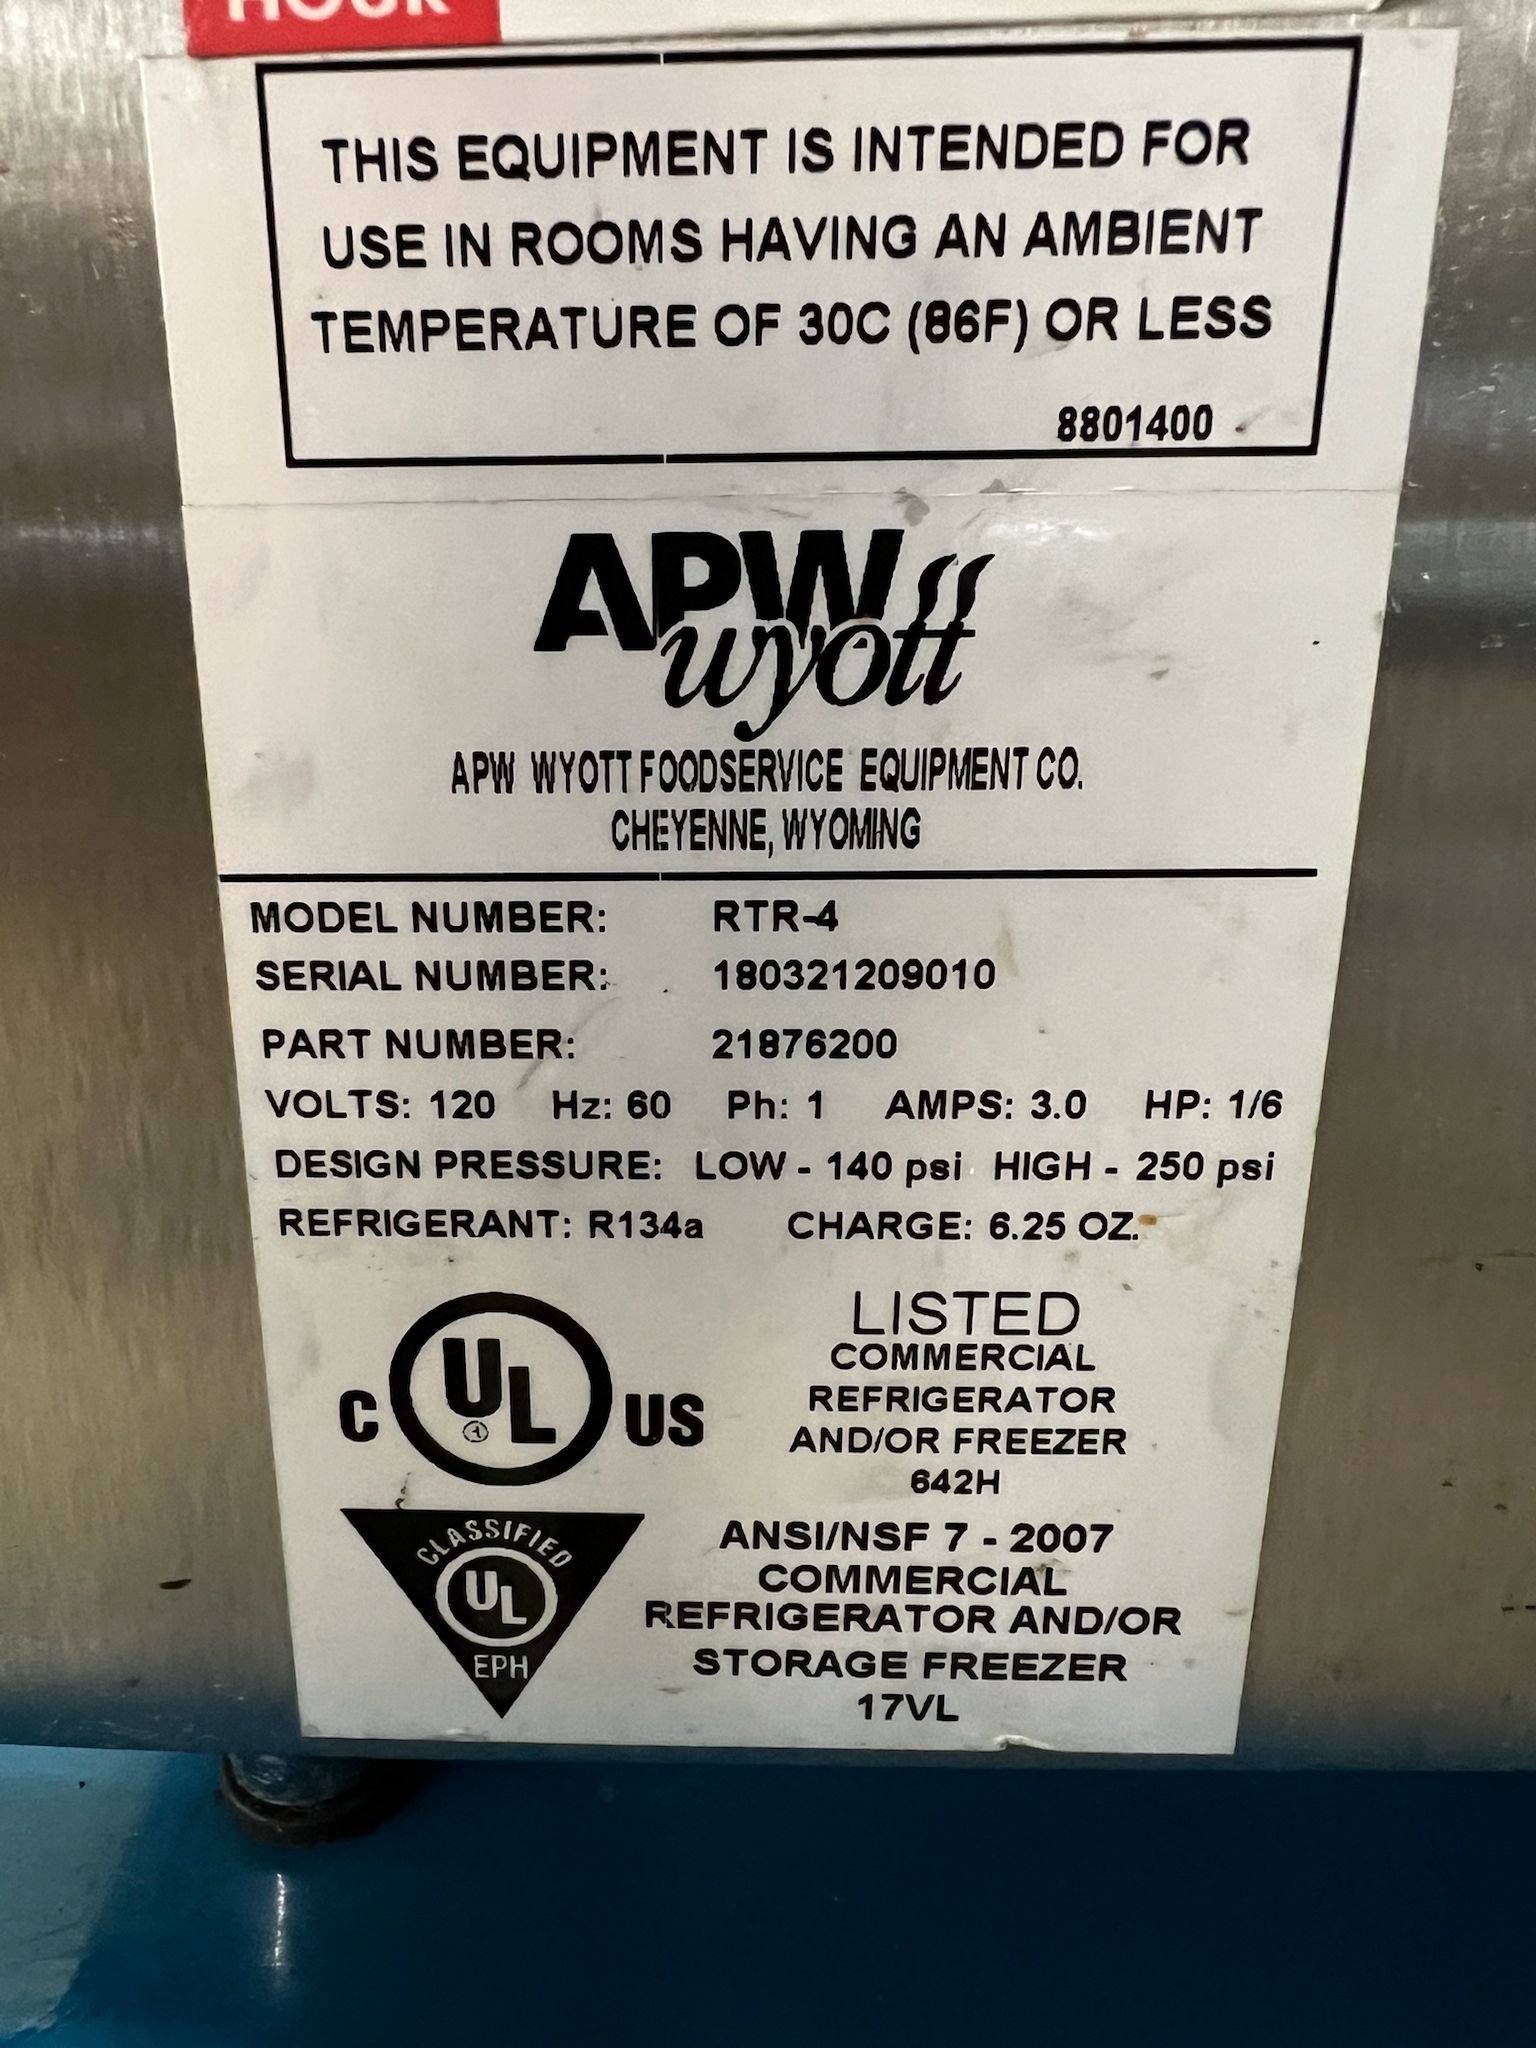 HOUR
THIS EQUIPMENT IS INTENDED FOR
USE IN ROOMS HAVING AN AMBIENT
TEMPERATURE OF 30C (86F) OR LESS
8801400
APW
wyott
APW WYOTT FOODSERVICE EQUIPMENT CO.
CHEYENNE, WYOMING
MODEL NUMBER: RTR-4
SERIAL NUMBER: 180321209010
PART NUMBER: 21876200
VOLTS: 120 Hz: 60 Ph: 1 AMPS: 3.0 HP: 1/6
DESIGN PRESSURE: LOW - 140 psi HIGH - 250 psi
REFRIGERANT: R134a CHARGE: 6.25 OZ.
C UL US
LISTED
COMMERCIAL
REFRIGERATOR
AND/OR FREEZER
642H
CLASSIFIED
UL
EPH
ANSI/NSF 7 - 2007
COMMERCIAL
REFRIGERATOR AND/OR
STORAGE FREEZER
17VL